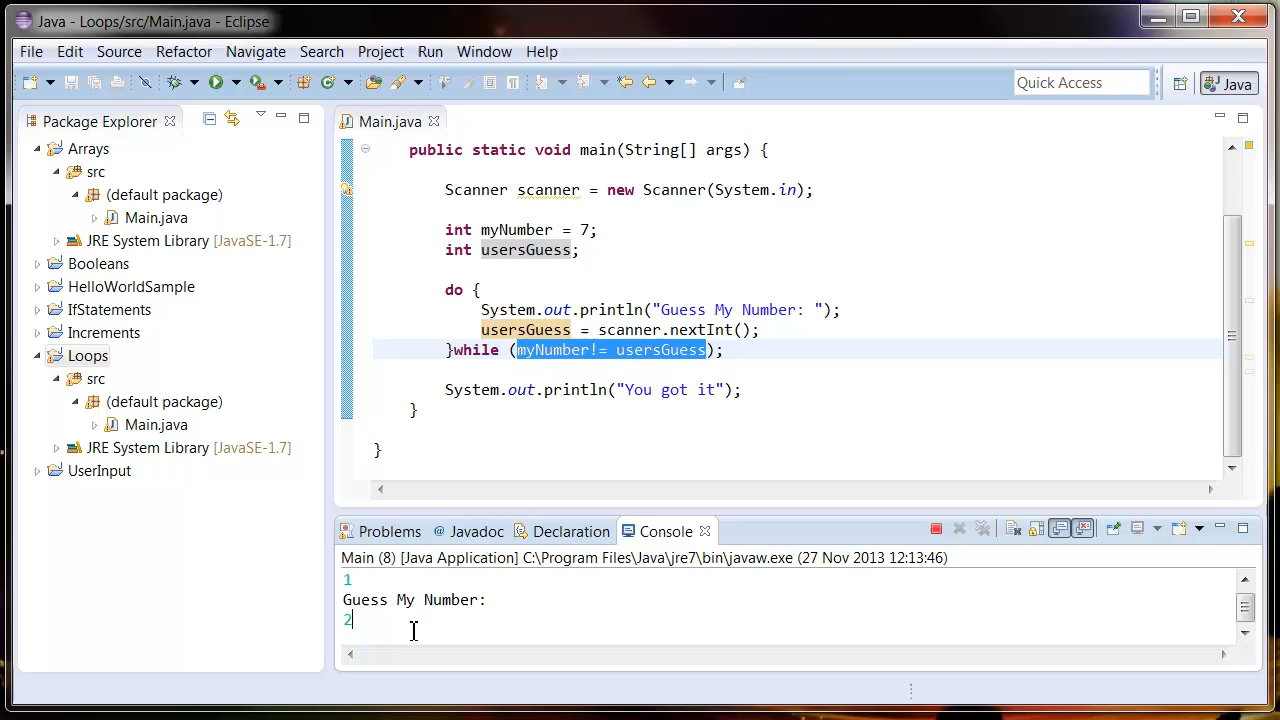 Java - Loops/src/Main.java - Eclipse
File Edit Source Refactor Navigate Search Project Run Window Help
Quick Access
Java
Package Explorer
Arrays
src
(default package)
Main.java
JRE System Library [JavaSE-1.7]
Booleans
HelloWorldSample
IfStatements
Increments
Loops
src
(default package)
Main.java
JRE System Library [JavaSE-1.7]
UserInput
Main.java
public static void main(String[] args) {
Scanner scanner = new Scanner(System.in);
int myNumber = 7;
int usersGuess;
do {
System.out.println("Guess My Number: ");
usersGuess = scanner.nextInt();
}while (myNumber!= usersGuess);
System.out.println("You got it");
}
}
Problems @ Javadoc Declaration Console
Main (8) [Java Application] C:\Program Files\Java\jre7\bin\javaw.exe (27 Nov 2013 12:13:46)
1
Guess My Number:
2